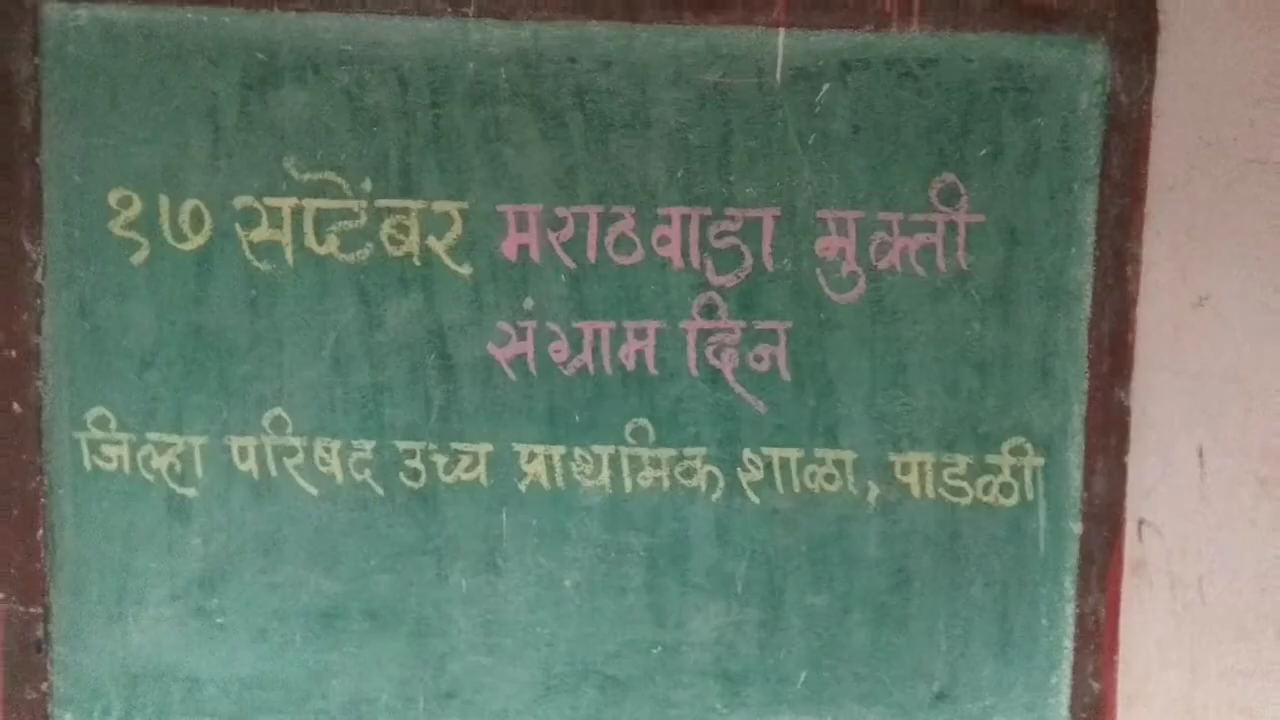 १७ सप्टेंबर मराठवाडा मुक्ती
संग्राम दिन
जिल्हा परिषद उच्च प्राथमिक शाळा, पाडळी